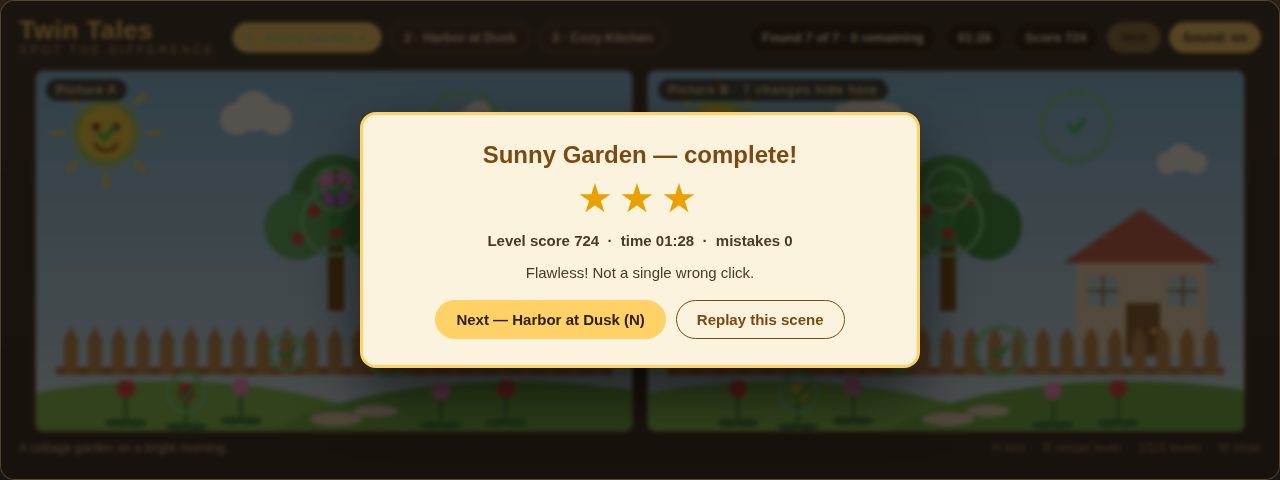 Twin Tales
SPOT THE DIFFERENCE
2 · Harbor at Dusk
3 · Cozy Kitchen
Found 7 of 7 · 0 remaining
01:28
Score 724
Hint
Sound: on
Picture A
Picture B · 7 changes hide here
Sunny Garden — complete!
★ ★ ★
Level score 724 · time 01:28 · mistakes 0
Flawless! Not a single wrong click.
Next — Harbor at Dusk (N)
Replay this scene
A cottage garden on a bright morning.